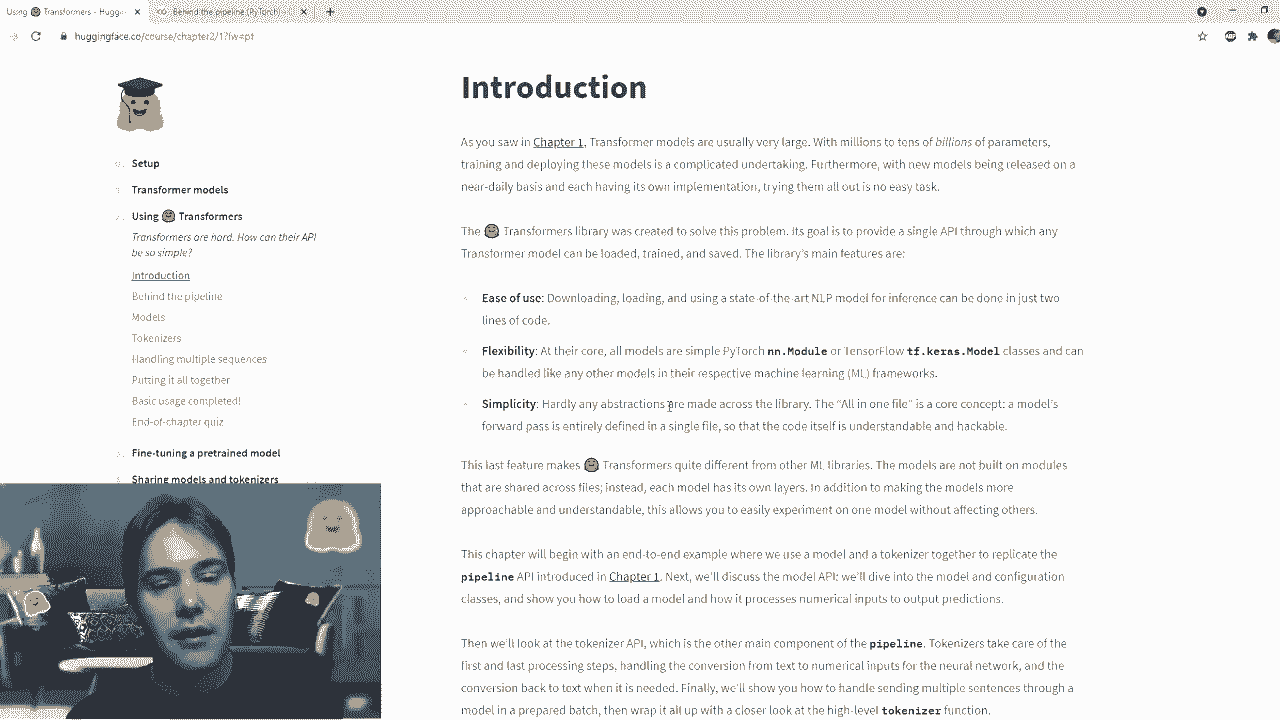 Using 🤗 Transformers - Huggi
Behind the pipeline (PyTorch)
huggingface.co/course/chapter2/1?fw=pt
Introduction
As you saw in Chapter 1, Transformer models are usually very large. With millions to tens of billions of parameters,
training and deploying these models is a complicated undertaking. Furthermore, with new models being released on a
near-daily basis and each having its own implementation, trying them all out is no easy task.
The 🤗 Transformers library was created to solve this problem. Its goal is to provide a single API through which any
Transformer model can be loaded, trained, and saved. The library's main features are:
Ease of use: Downloading, loading, and using a state-of-the-art NLP model for inference can be done in just two
lines of code.
Flexibility: At their core, all models are simple PyTorch nn.Module or TensorFlow tf.keras.Model classes and can
be handled like any other models in their respective machine learning (ML) frameworks.
Simplicity: Hardly any abstractions are made across the library. The “All in one file” is a core concept: a model's
forward pass is entirely defined in a single file, so that the code itself is understandable and hackable.
This last feature makes 🤗 Transformers quite different from other ML libraries. The models are not built on modules
that are shared across files; instead, each model has its own layers. In addition to making the models more
approachable and understandable, this allows you to easily experiment on one model without affecting others.
This chapter will begin with an end-to-end example where we use a model and a tokenizer together to replicate the
pipeline API introduced in Chapter 1. Next, we'll discuss the model API: we'll dive into the model and configuration
classes, and show you how to load a model and how it processes numerical inputs to output predictions.
Then we'll look at the tokenizer API, which is the other main component of the pipeline. Tokenizers take care of the
first and last processing steps, handling the conversion from text to numerical inputs for the neural network, and the
conversion back to text when it is needed. Finally, we'll show you how to handle sending multiple sentences through a
model in a prepared batch, then wrap it all up with a closer look at the high-level tokenizer function.
Setup
Transformer models
Using 🤗 Transformers
Transformers are hard. How can their API
be so simple?
Introduction
Behind the pipeline
Models
Tokenizers
Handling multiple sequences
Putting it all together
Basic usage completed!
End-of-chapter quiz
Fine-tuning a pretrained model
Sharing models and tokenizers